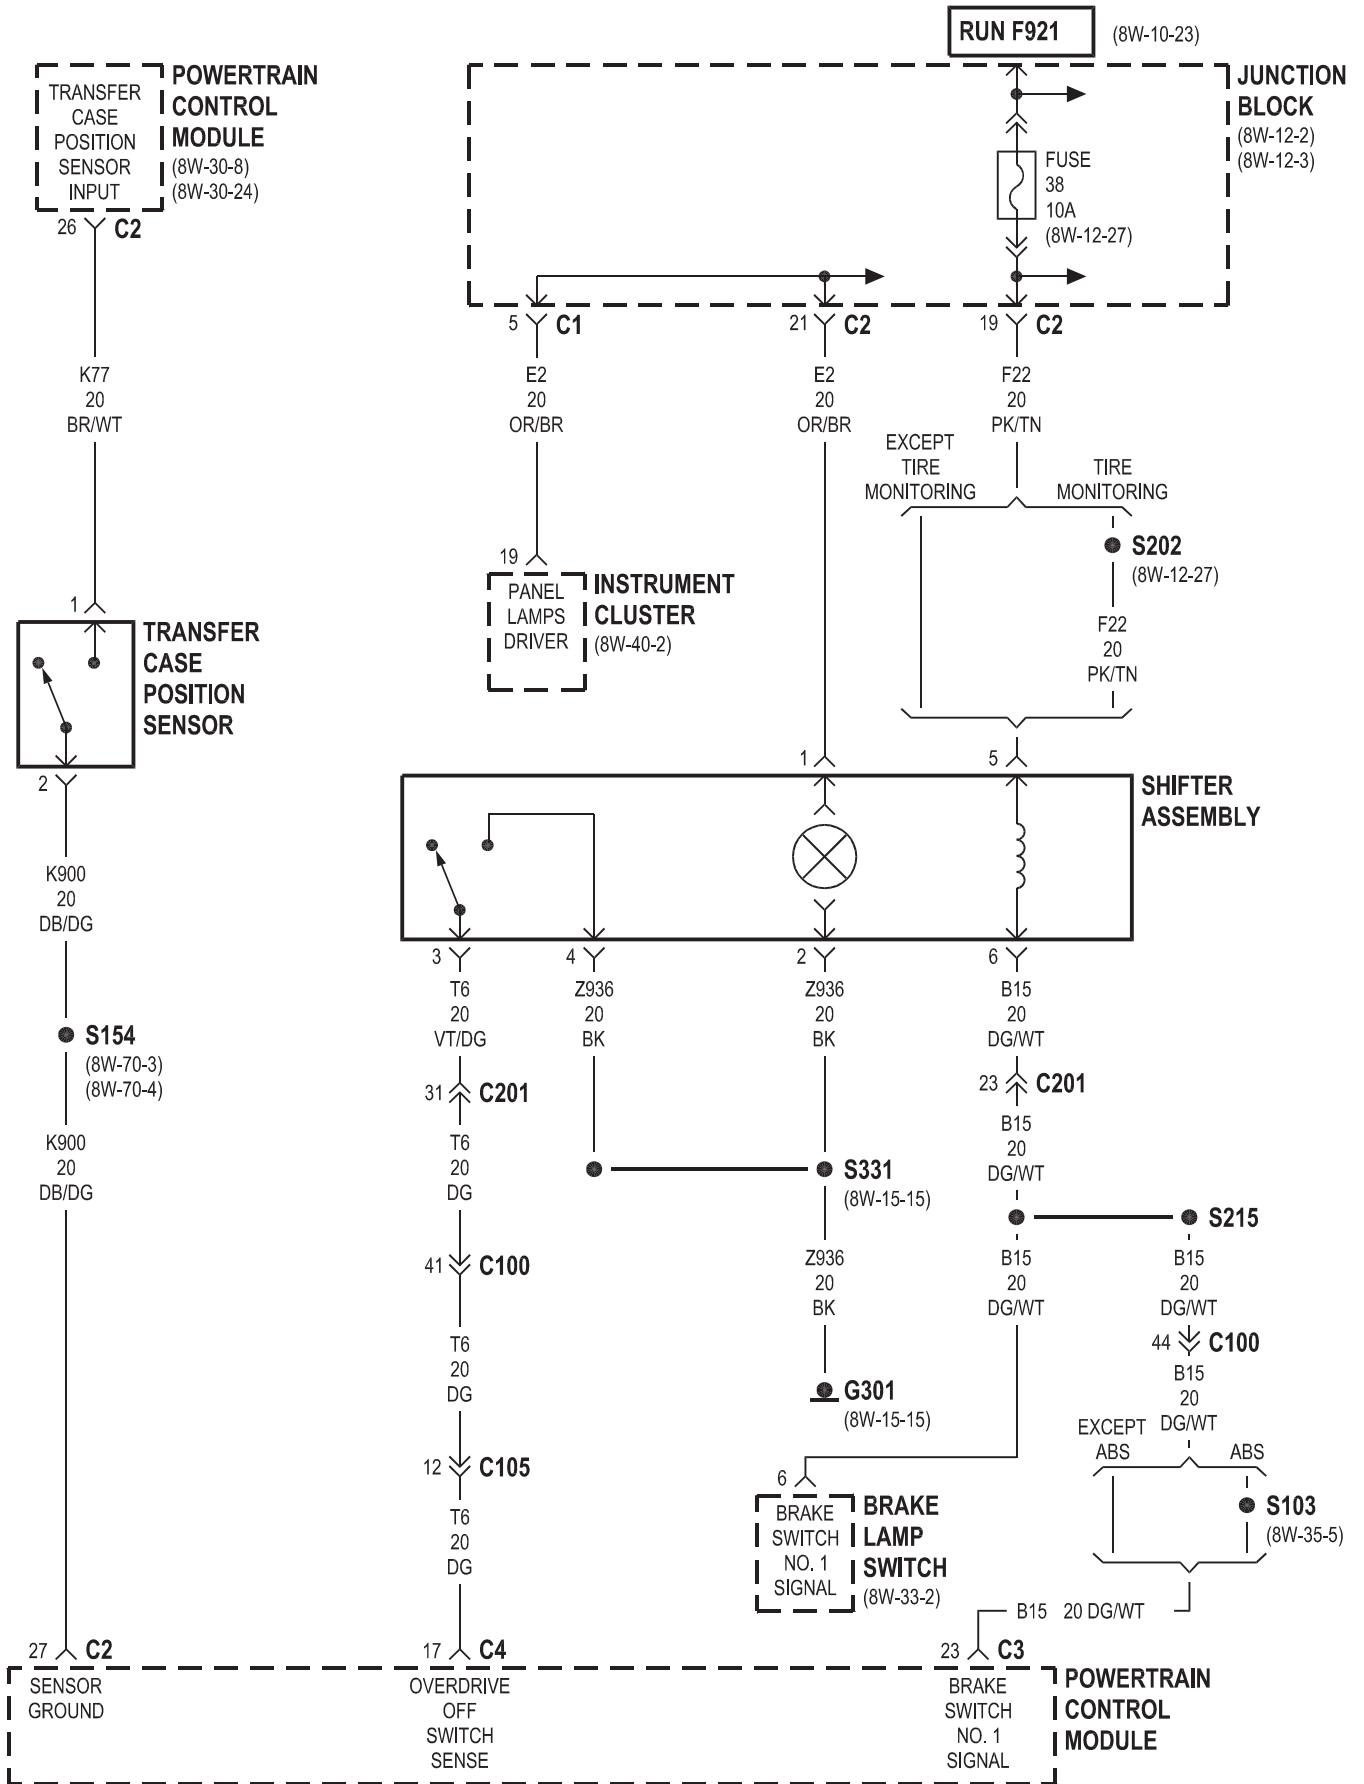 RUN F921
(8W-10-23)
POWERTRAIN
CONTROL
MODULE
(8W-30-8)
(8W-30-24)
TRANSFER
CASE
POSITION
SENSOR
INPUT
26
C2
JUNCTION
BLOCK
(8W-12-2)
(8W-12-3)
FUSE
38
10A
(8W-12-27)
5
C1
21
C2
19
C2
K77
20
BR/WT
E2
20
OR/BR
E2
20
OR/BR
F22
20
PK/TN
EXCEPT
TIRE
MONITORING
TIRE
MONITORING
S202
(8W-12-27)
F22
20
PK/TN
19
PANEL
LAMPS
DRIVER
INSTRUMENT
CLUSTER
(8W-40-2)
1
TRANSFER
CASE
POSITION
SENSOR
2
1
5
SHIFTER
ASSEMBLY
K900
20
DB/DG
S154
(8W-70-3)
(8W-70-4)
K900
20
DB/DG
3
4
2
6
T6
20
VT/DG
Z936
20
BK
Z936
20
BK
B15
20
DG/WT
31
C201
23
C201
T6
20
DG
B15
20
DG/WT
S331
(8W-15-15)
S215
41
C100
Z936
20
BK
B15
20
DG/WT
B15
20
DG/WT
44
C100
T6
20
DG
G301
(8W-15-15)
B15
20
DG/WT
EXCEPT
ABS
ABS
12
C105
6
S103
(8W-35-5)
T6
20
DG
BRAKE
SWITCH
NO. 1
SIGNAL
BRAKE
LAMP
SWITCH
(8W-33-2)
B15 20 DG/WT
27
C2
17
C4
23
C3
SENSOR
GROUND
OVERDRIVE
OFF
SWITCH
SENSE
BRAKE
SWITCH
NO. 1
SIGNAL
POWERTRAIN
CONTROL
MODULE